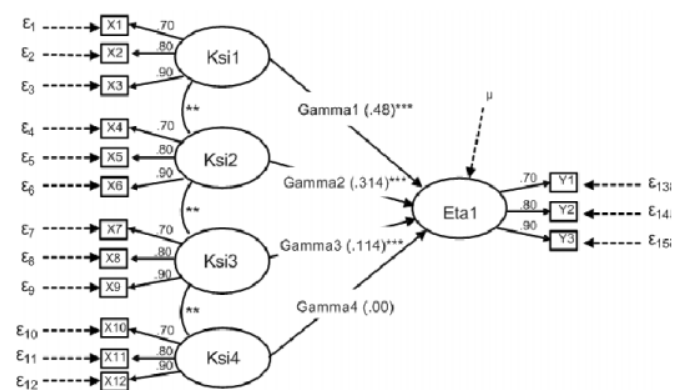 ε1 X1 .70
ε2 X2 .80 Ksi1
ε3 X3 .90
**
Gamma1 (.48)***
μ
ε4 X4 .70
ε5 X5 .80 Ksi2
ε6 X6 .90
**
Gamma2 (.314)***
ε7 X7 .70
ε8 X8 .80 Ksi3
ε9 X9 .90
**
Gamma3 (.114)***
Eta1
.70 Y1 ε13
.80 Y2 ε14
.90 Y3 ε15
Gamma4 (.00)
ε10 X10 .70
ε11 X11 .80 Ksi4
ε12 X12 .90